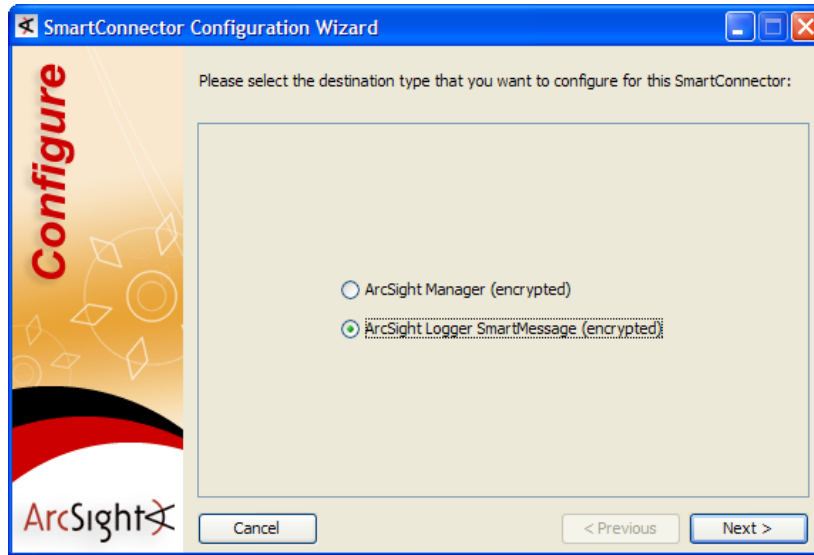 SmartConnector Configuration Wizard
Configure
Please select the destination type that you want to configure for this SmartConnector:
ArcSight Manager (encrypted)
ArcSight Logger SmartMessage (encrypted)
ArcSight
Cancel
< Previous
Next >